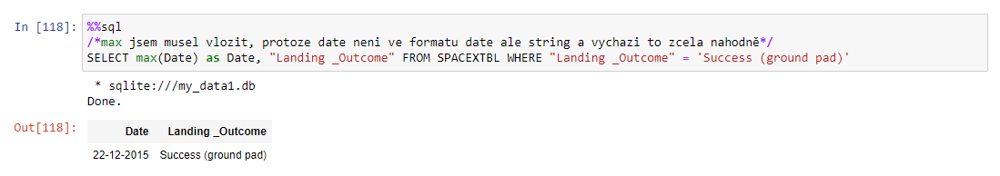 In [118]: %%sql
/*max jsem musel vlozit, protoze date neni ve formatu date ale string a vychazi to zcela nahodně*/
SELECT max(Date) as Date, "Landing _Outcome" FROM SPACEXTBL WHERE "Landing _Outcome" = 'Success (ground pad)'
* sqlite:///my_data1.db
Done.
Out[118]: Date Landing _Outcome
22-12-2015 Success (ground pad)